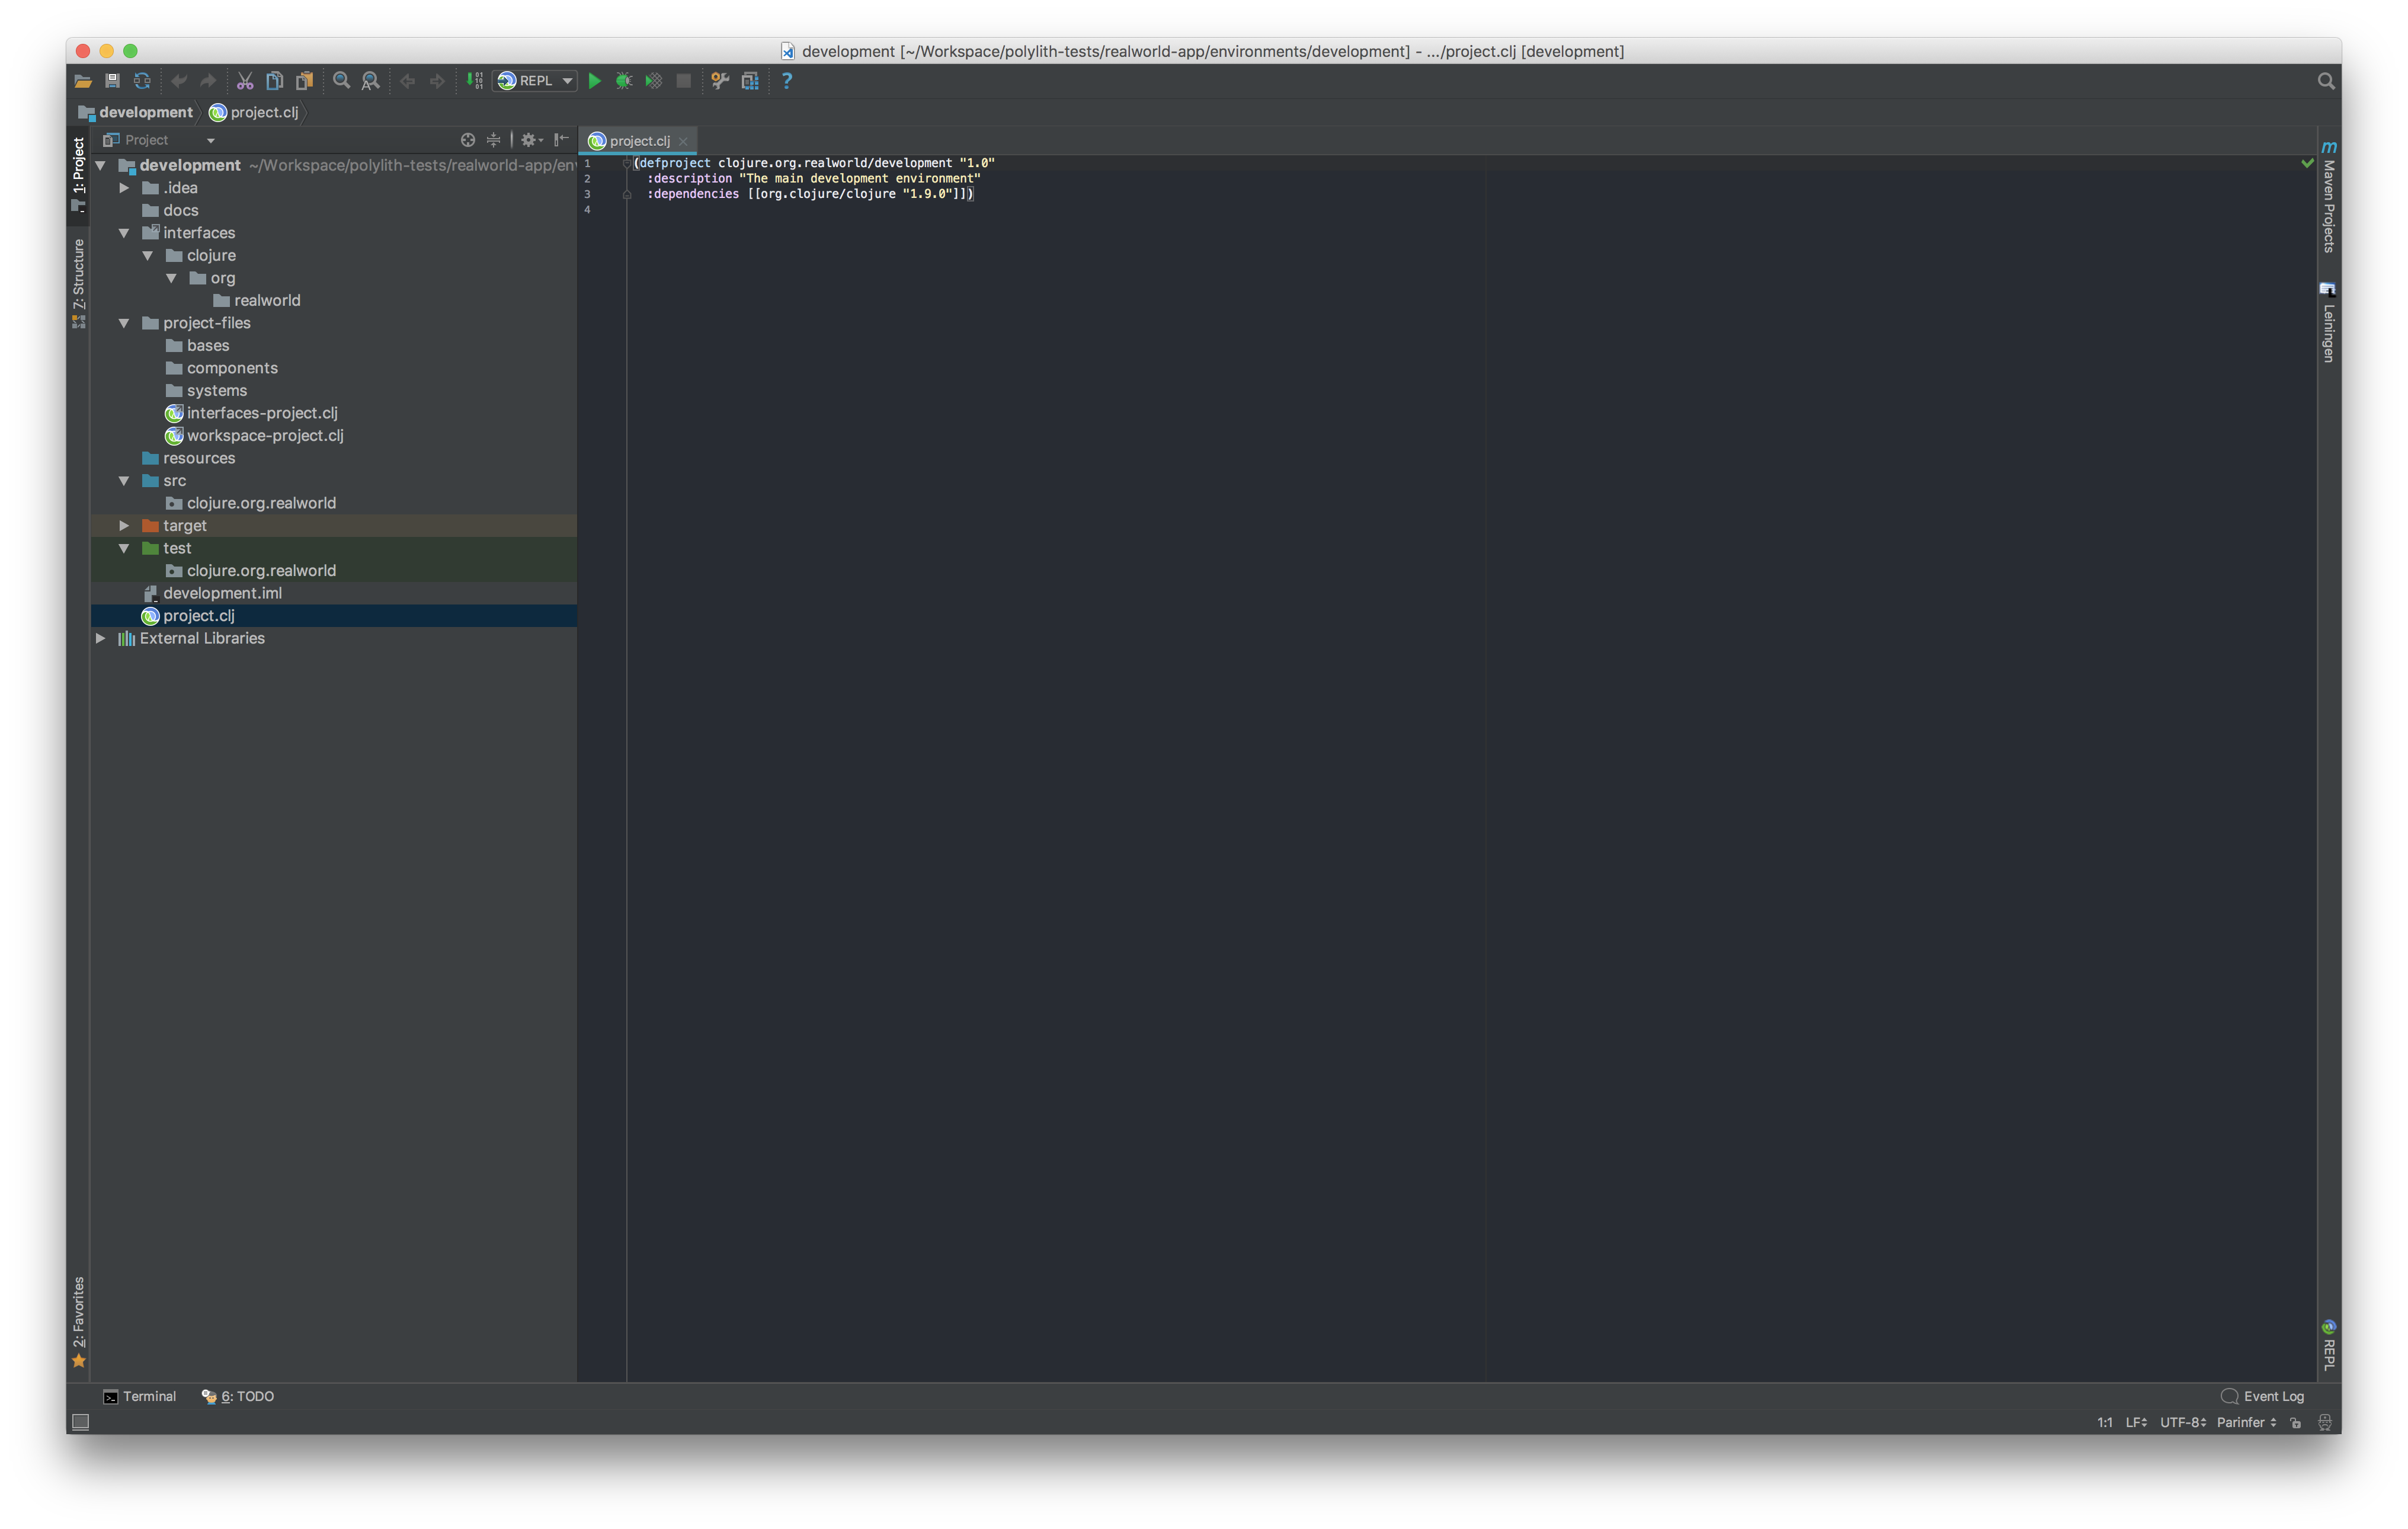 development [~/Workspace/polylith-tests/realworld-app/environments/development] - .../project.clj [development]
REPL
development project.clj
Project
project.clj
1: Project
7: Structure
2: Favorites
development ~/Workspace/polylith-tests/realworld-app/en
.idea
docs
interfaces
clojure
org
realworld
project-files
bases
components
systems
interfaces-project.clj
workspace-project.clj
resources
src
clojure.org.realworld
target
test
clojure.org.realworld
development.iml
project.clj
External Libraries
1 (defproject clojure.org.realworld/development "1.0"
2 :description "The main development environment"
3 :dependencies [[org.clojure/clojure "1.9.0"]])
4
m Maven Projects
Leiningen
REPL
Terminal
6: TODO
Event Log
1:1 LF UTF-8 Parinfer